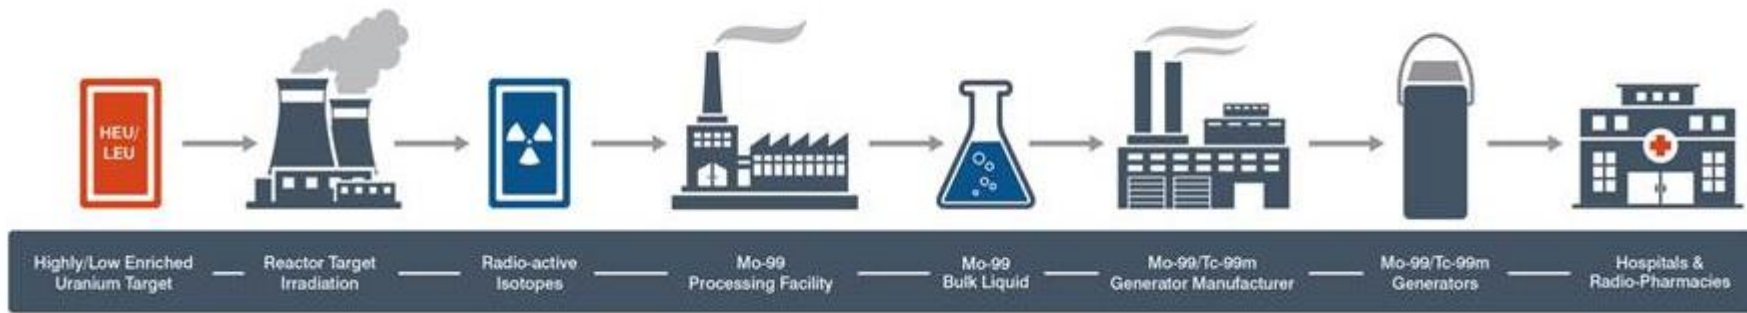 HEU/
LEU
Highly/Low Enriched
Uranium Target
Reactor Target
Irradiation
Radio-active
Isotopes
Mo-99
Processing Facility
Mo-99
Bulk Liquid
Mo-99/Tc-99m
Generator Manufacturer
Mo-99/Tc-99m
Generators
Hospitals &
Radio-Pharmacies